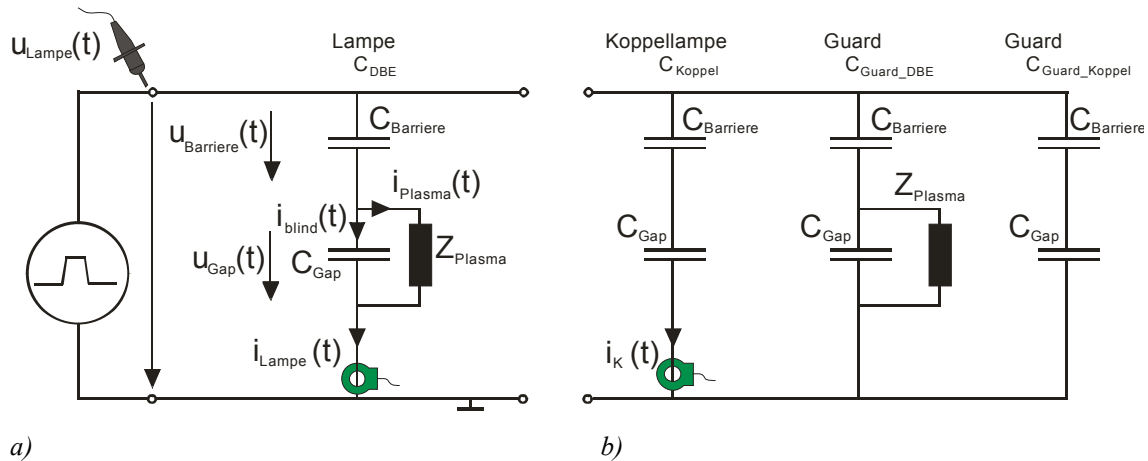 u_Lampe(t)
Lampe
C_DBE
C_Barriere
u_Barriere(t)
i_Plasma(t)
i_blind(t)
u_Gap(t)
C_Gap
Z_Plasma
i_Lampe (t)
a)
Koppellampe
C_Koppel
Guard
C_Guard_DBE
Guard
C_Guard_Koppel
C_Barriere
C_Barriere
C_Barriere
Z_Plasma
C_Gap
C_Gap
C_Gap
i_K (t)
b)